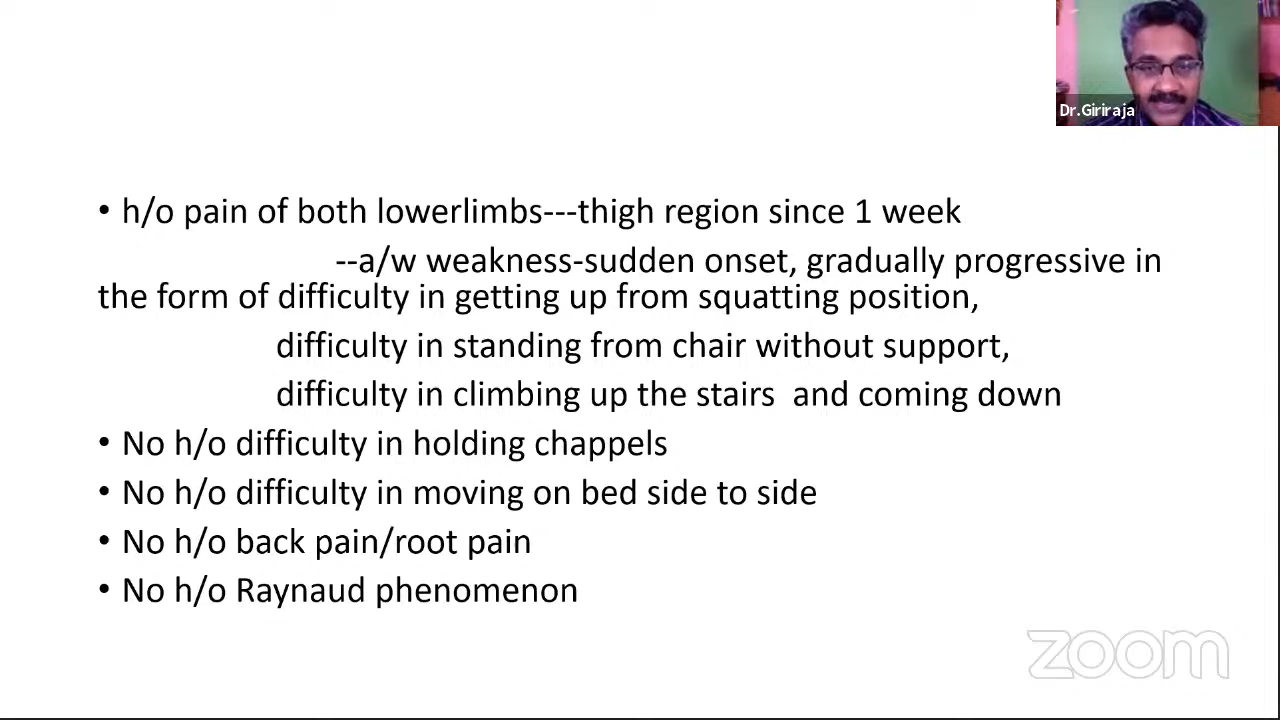 Dr.Giriraja
• h/o pain of both lowerlimbs---thigh region since 1 week
--a/w weakness-sudden onset, gradually progressive in
the form of difficulty in getting up from squatting position,
difficulty in standing from chair without support,
difficulty in climbing up the stairs  and coming down
• No h/o difficulty in holding chappels
• No h/o difficulty in moving on bed side to side
• No h/o back pain/root pain
• No h/o Raynaud phenomenon
zoom